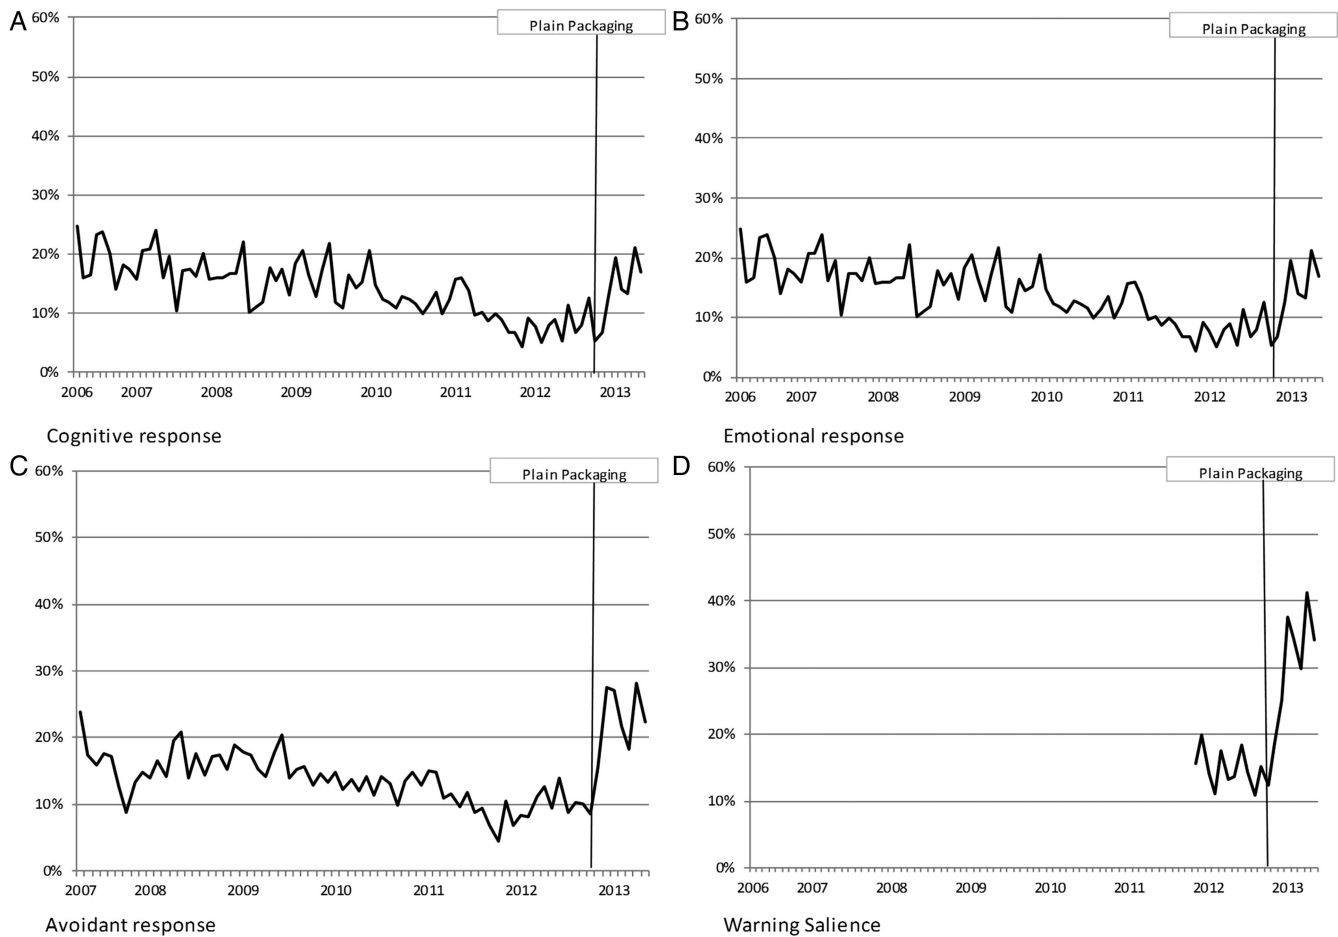 A
Plain Packaging
60%
50%
40%
30%
20%
10%
0%
2006 2007 2008 2009 2010 2011 2012 2013
Cognitive response
B
Plain Packaging
60%
50%
40%
30%
20%
10%
0%
2006 2007 2008 2009 2010 2011 2012 2013
Emotional response
C
Plain Packaging
60%
50%
40%
30%
20%
10%
0%
2007 2008 2009 2010 2011 2012 2013
Avoidant response
D
Plain Packaging
60%
50%
40%
30%
20%
10%
0%
2006 2007 2008 2009 2010 2011 2012 2013
Warning Salience